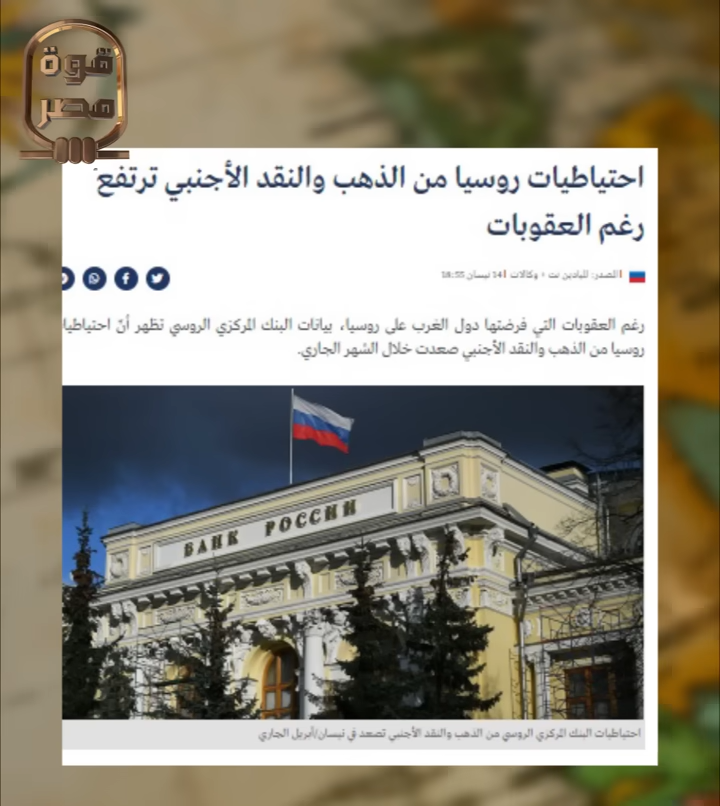 قوة
مصر
احتياطيات روسيا من الذهب والنقد الأجنبي ترتفع
رغم العقوبات
المصدر: الميادين نت + وكالات
14 نيسان 18:55
رغم العقوبات التي فرضتها دول الغرب على روسيا، بيانات البنك المركزي الروسي تظهر أنّ احتياطيا
روسيا من الذهب والنقد الأجنبي صعدت خلال الشهر الجاري.
БАНК РОССИИ
احتياطيات البنك المركزي الروسي من الذهب والنقد الأجنبي تصعد في نيسان/أبريل الجاري